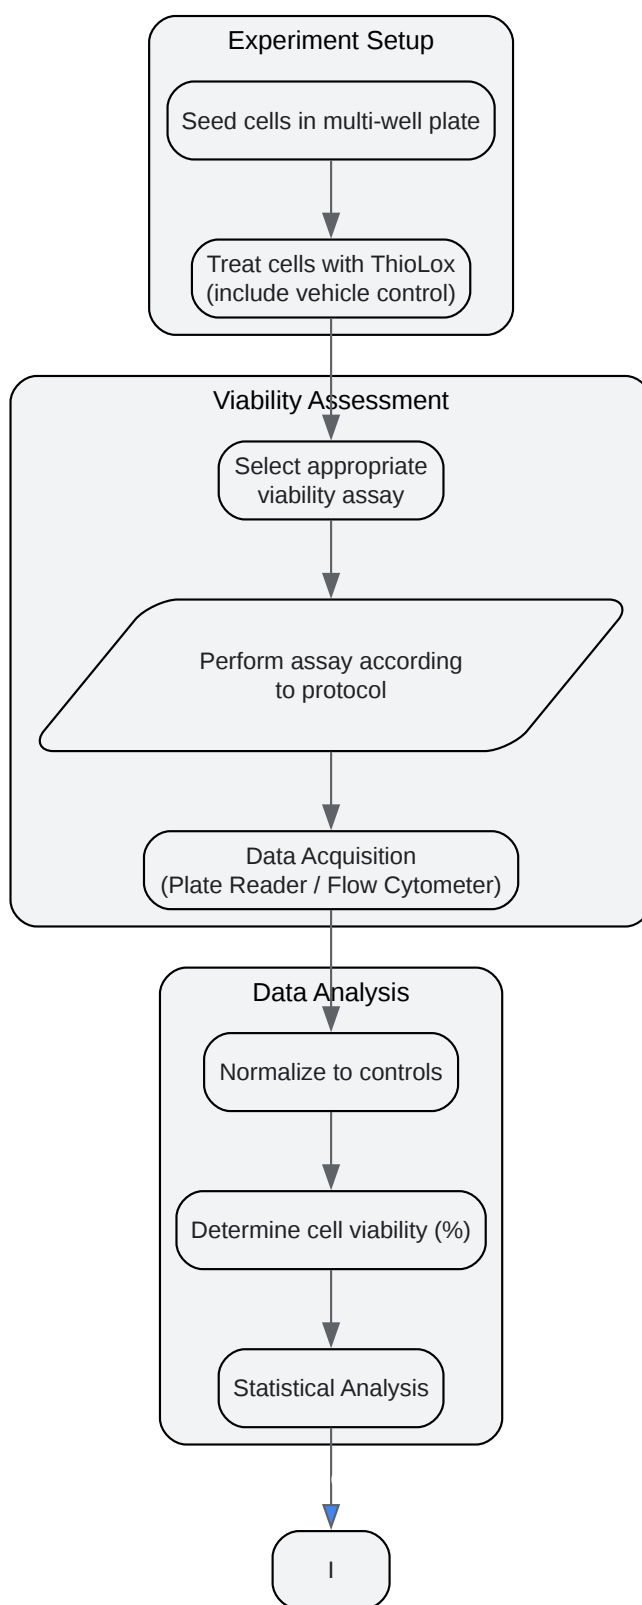 Experiment Setup
Seed cells in multi-well plate
Treat cells with ThioLox
(include vehicle control)
Viability Assessment
Select appropriate
viability assay
Perform assay according
to protocol
Data Acquisition
(Plate Reader / Flow Cytometer)
Data Analysis
Normalize to controls
Determine cell viability (%)
Statistical Analysis
I